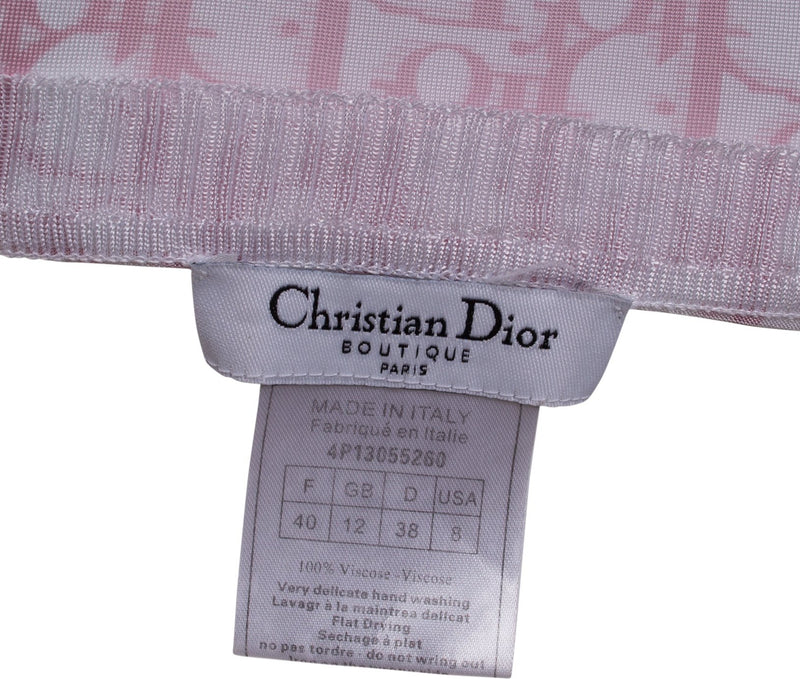 Christian Dior
BOUTIQUE
PARIS
MADE IN ITALY
Fabriqué en Italie
4P13055260
F GB D USA
40 12 38 8
100% Viscose -Viscose
Very delicate hand washing
Lavagr à la maintrea delicat
Flat Drying
Sechage à plat
no pas tordre - do not wring out